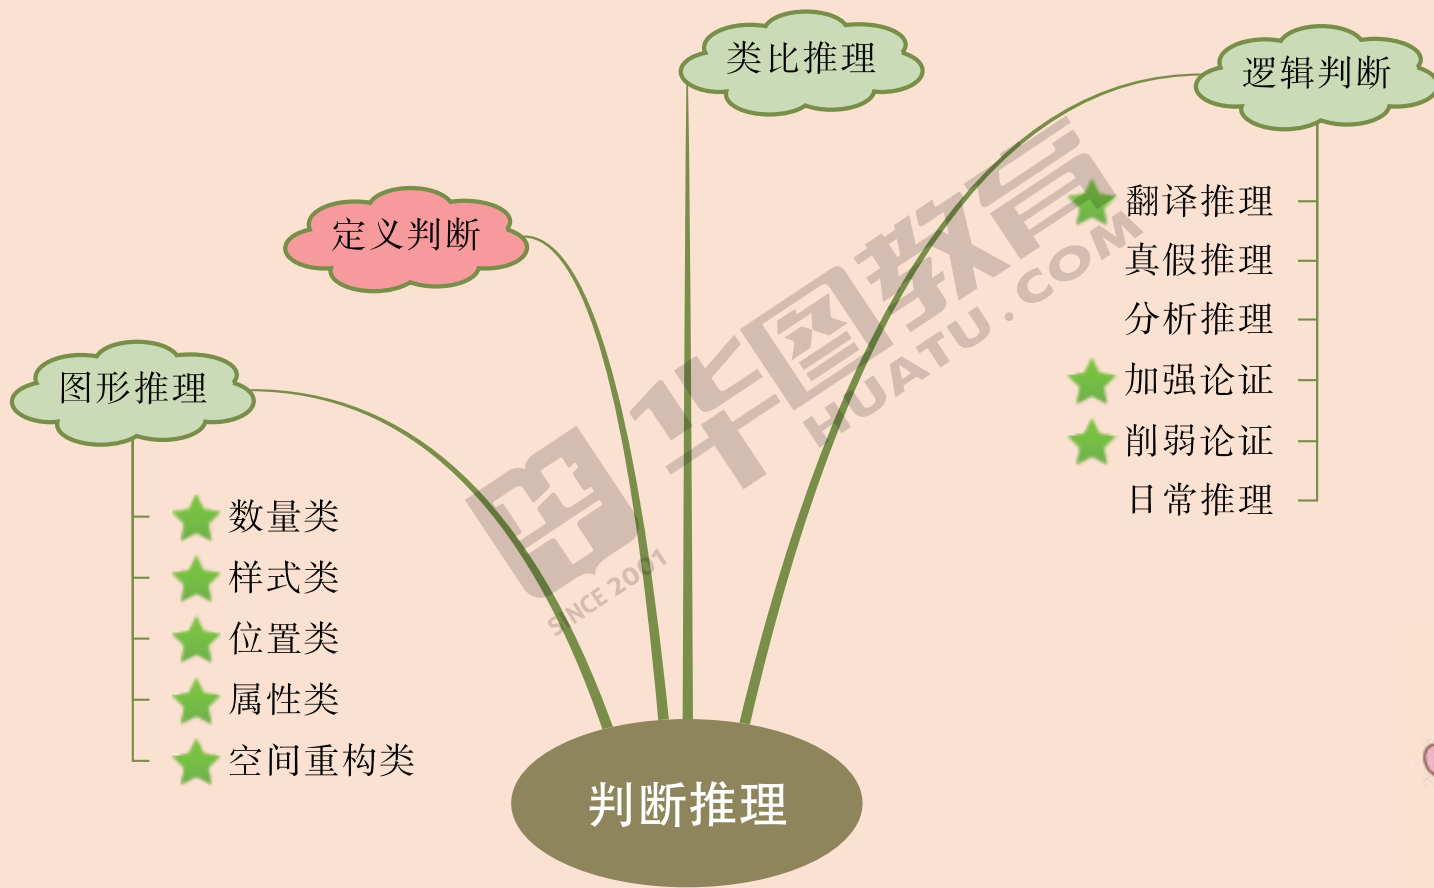 类比推理
逻辑判断
翻译推理
真假推理
分析推理
加强论证
削弱论证
日常推理
定义判断
图形推理
数量类
样式类
位置类
属性类
空间重构类
判断推理
华图教育
HUATU.COM
SINCE 2001